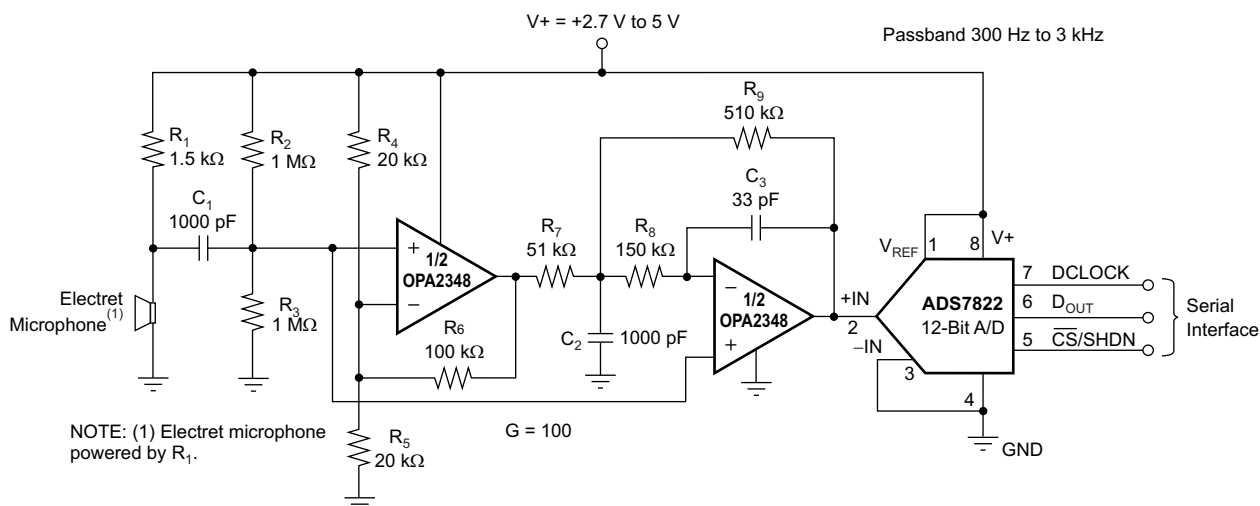 V+ = +2.7 V to 5 V
Passband 300 Hz to 3 kHz
R1
1.5 kΩ
R2
1 MΩ
R4
20 kΩ
R9
510 kΩ
C1
1000 pF
C3
33 pF
R7
51 kΩ
R8
150 kΩ
+
1/2
OPA2348
−
VREF
1
8
V+
7
DCLOCK
Electret
Microphone(1)
R3
1 MΩ
R6
100 kΩ
C2
1000 pF
−
1/2
OPA2348
+
+IN
2
ADS7822
12-Bit A/D
6
DOUT
Serial
Interface
−IN
3
5
CS/SHDN
4
GND
NOTE: (1) Electret microphone
powered by R1.
R5
20 kΩ
G = 100